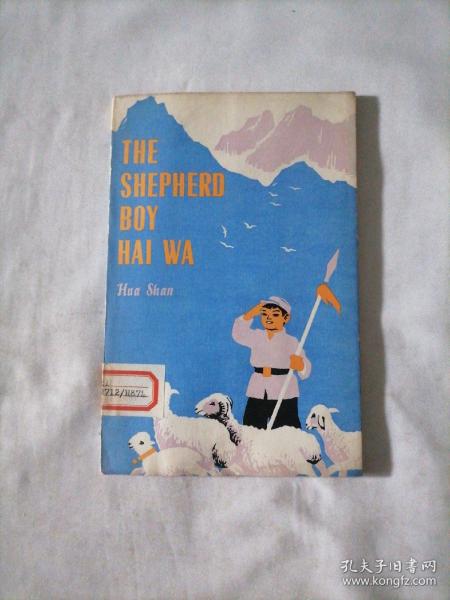 THE
SHEPHERD
BOY
HAI WA
Hua Shan
孔夫子旧书网
www.kongfz.com